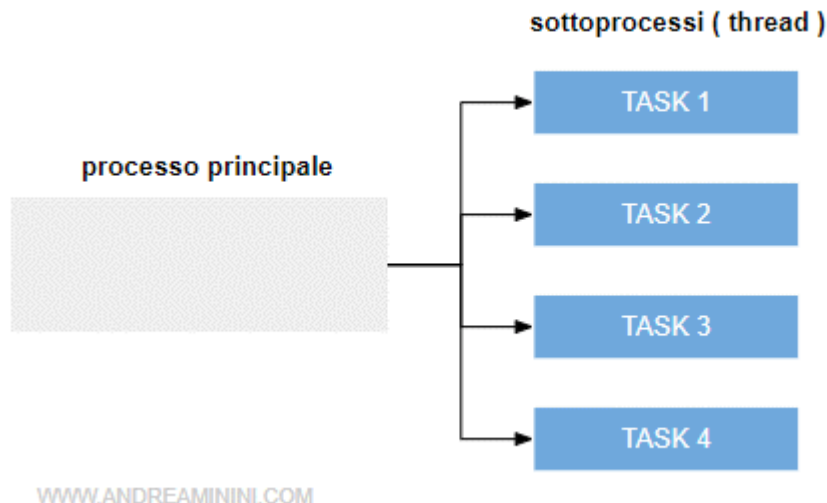 sottoprocessi ( thread )
TASK 1
processo principale
TASK 2
TASK 3
TASK 4
WWW.ANDREAMININI.COM